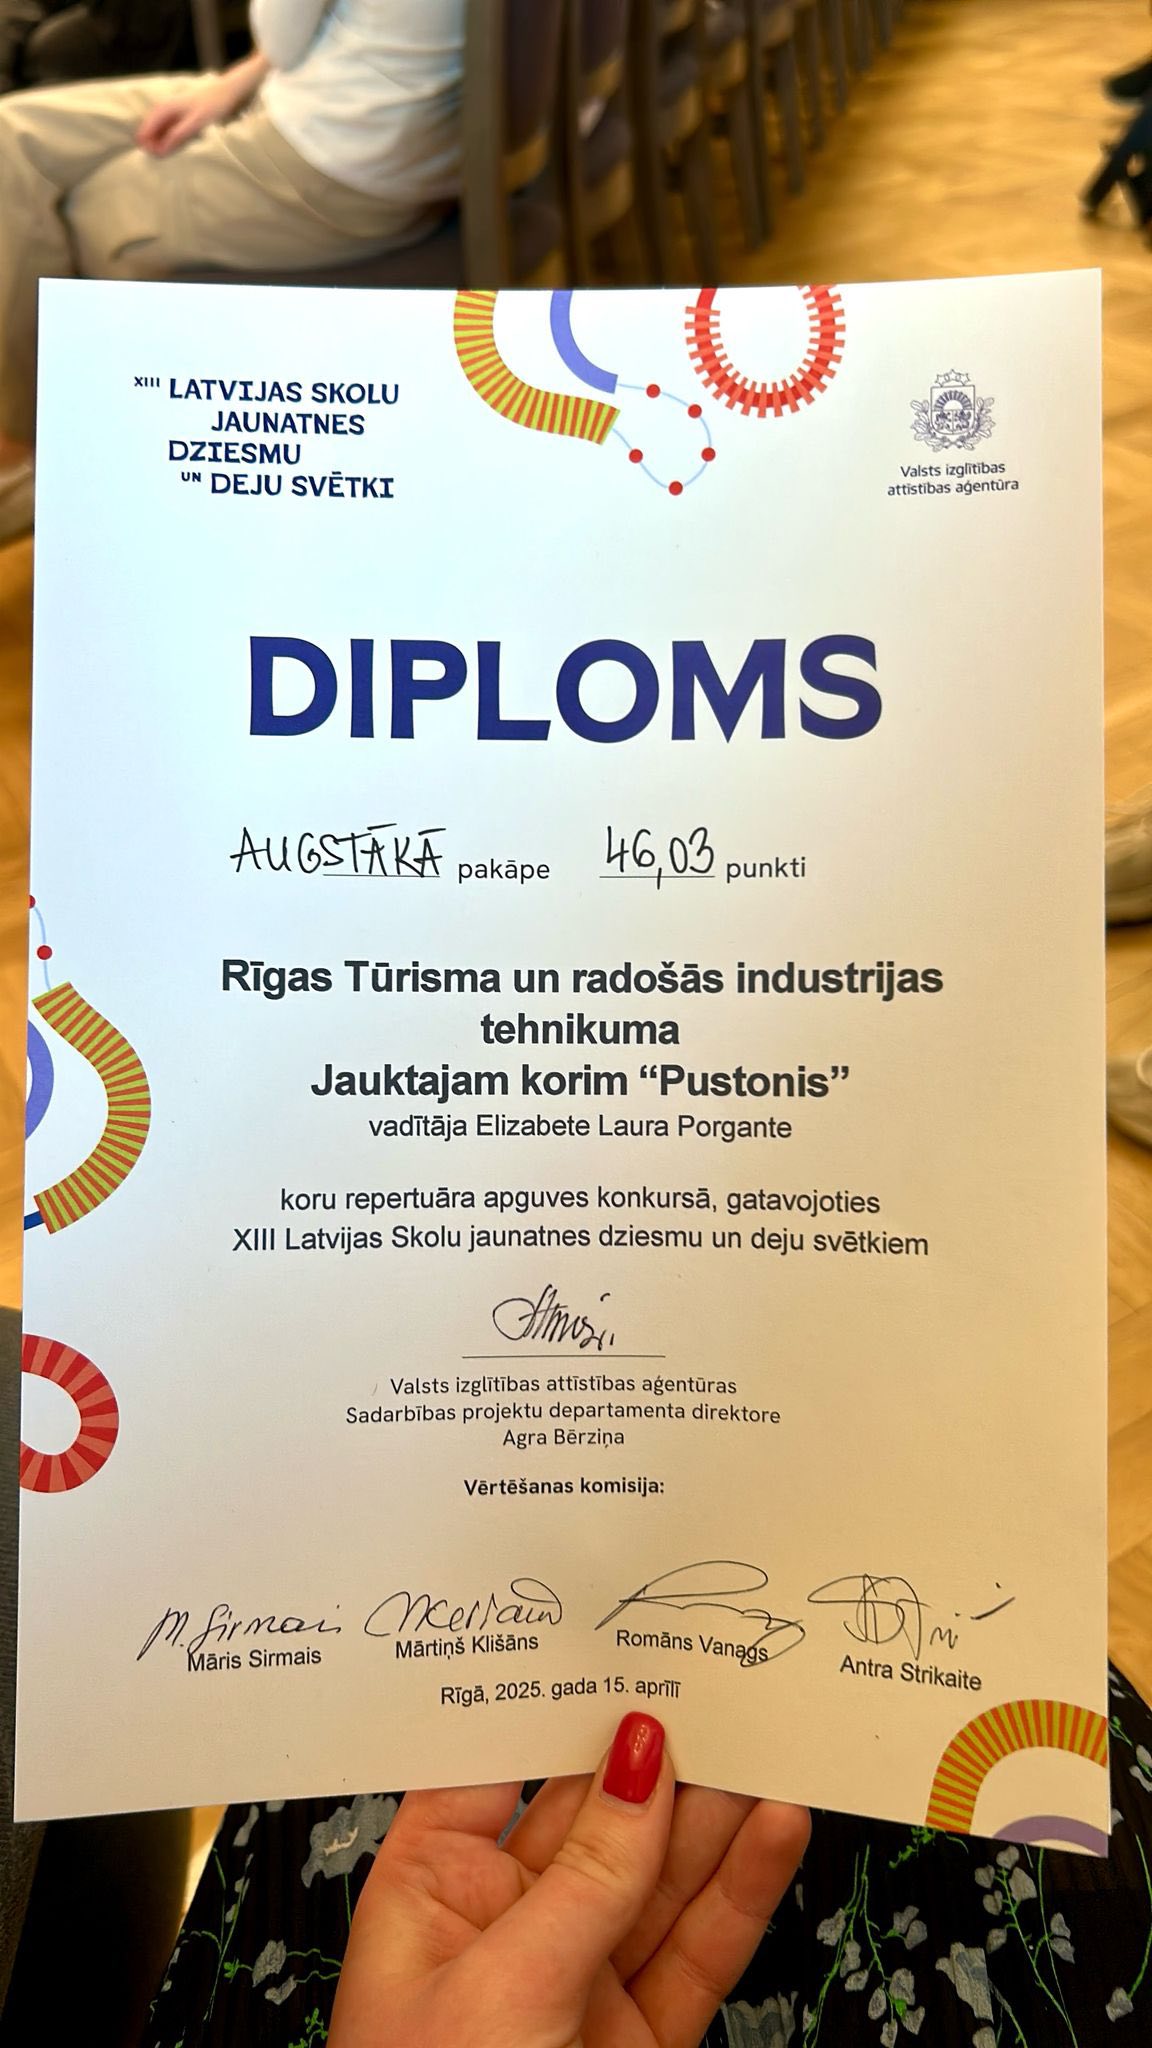 XIII LATVIJAS SKOLU
JAUNATNES
DZIESMU
UN DEJU SVĒTKI
Valsts izglītības
attīstības aģentūra
DIPLOMS
AUGSTĀKĀ pakāpe 46,03 punkti
Rīgas Tūrisma un radošās industrijas
tehnikuma
Jauktajam korim “Pustonis”
vadītāja Elizabete Laura Porgante
koru repertuāra apguves konkursā, gatavojoties
XIII Latvijas Skolu jaunatnes dziesmu un deju svētkiem
Valsts izglītības attīstības aģentūras
Sadarbības projektu departamenta direktore
Agra Bērziņa
Vērtēšanas komisija:
M. Sirmais
Māris Sirmais Mārtiņš Klišāns Romāns Vanags Antra Strikaite
Rīgā, 2025. gada 15. aprīlī